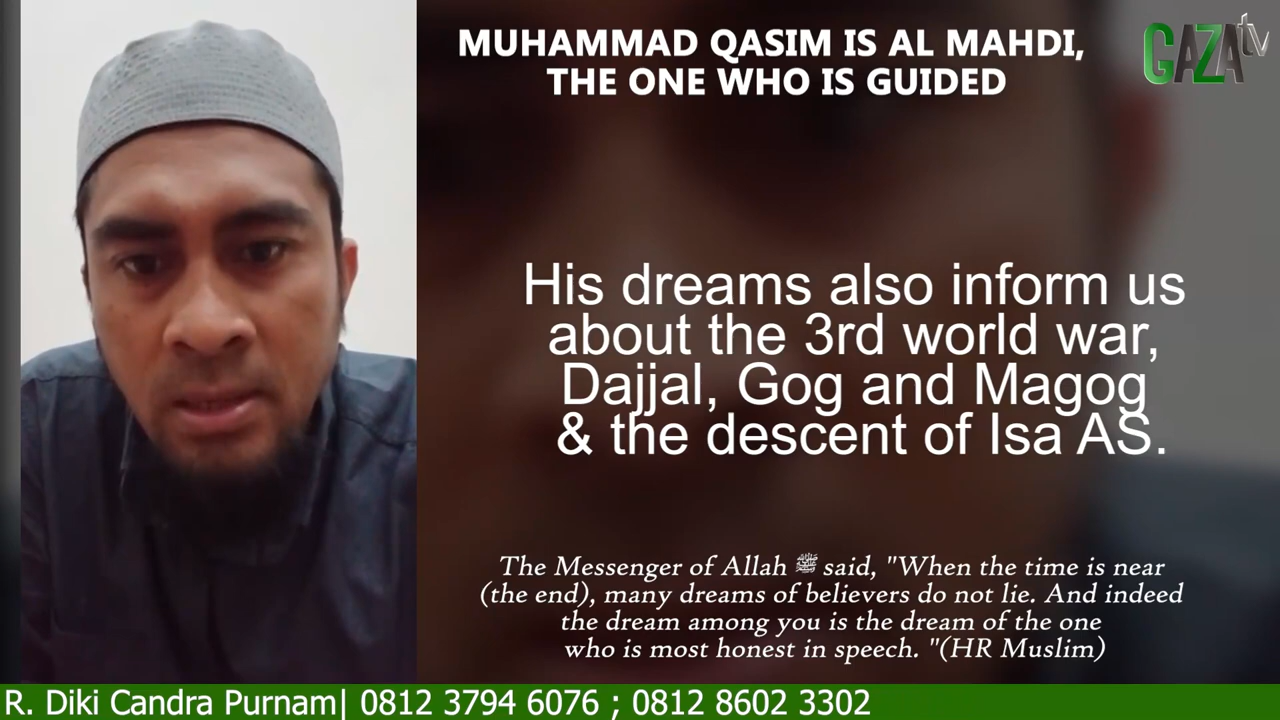 MUHAMMAD QASIM IS AL MAHDI,
THE ONE WHO IS GUIDED
GAZA tv
His dreams also inform us
about the 3rd world war,
Dajjal, Gog and Magog
& the descent of Isa AS.
The Messenger of Allah ﷺ said, "When the time is near
(the end), many dreams of believers do not lie. And indeed
the dream among you is the dream of the one
who is most honest in speech. "(HR Muslim)
R. Diki Candra Purnam| 0812 3794 6076 ; 0812 8602 3302